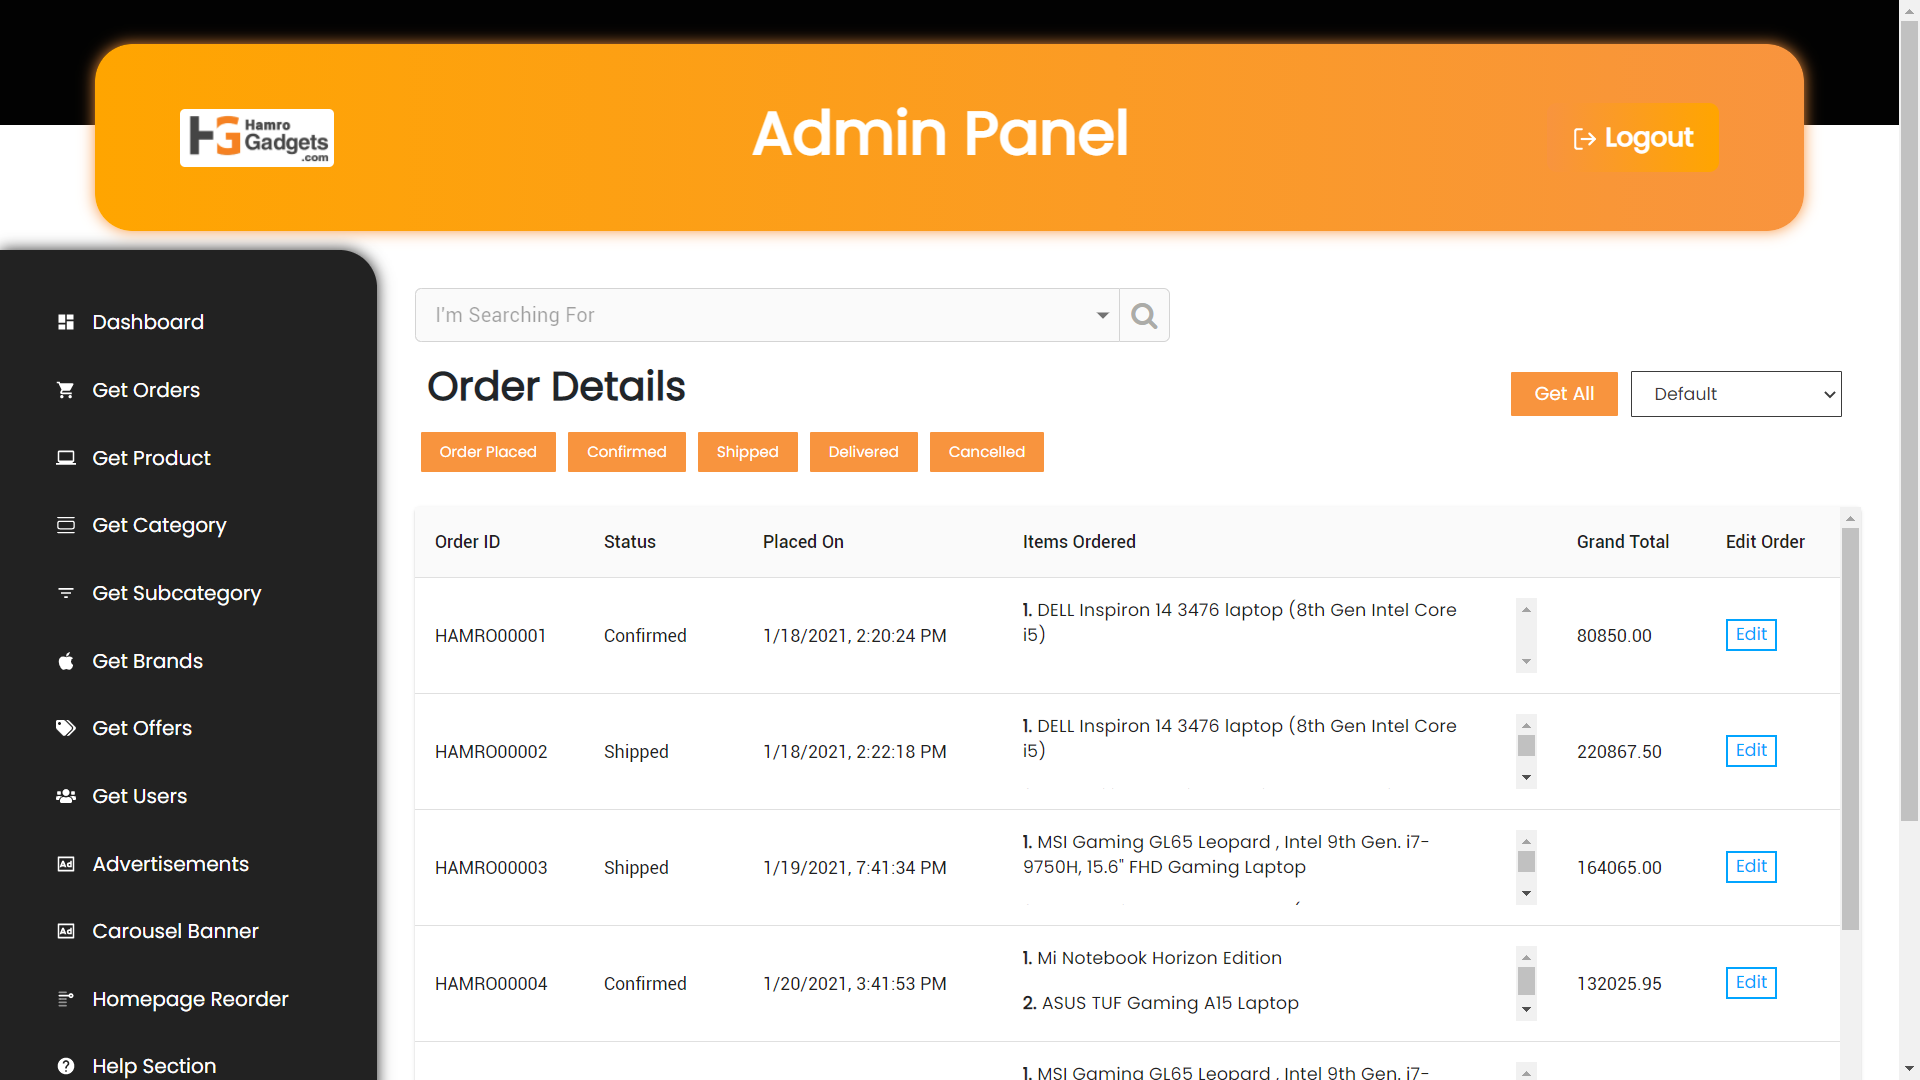 HG Hamro
Gadgets
.com
Admin Panel
Logout
Dashboard
Get Orders
Get Product
Get Category
Get Subcategory
Get Brands
Get Offers
Get Users
Ad Advertisements
Ad Carousel Banner
Homepage Reorder
Help Section
I'm Searching For
Order Details
Get All
Default
Order Placed Confirmed Shipped Delivered Cancelled
Order ID Status Placed On Items Ordered Grand Total Edit Order
HAMRO00001 Confirmed 1/18/2021, 2:20:24 PM 1. DELL Inspiron 14 3476 laptop (8th Gen Intel Core
i5) 80850.00 Edit
HAMRO00002 Shipped 1/18/2021, 2:22:18 PM 1. DELL Inspiron 14 3476 laptop (8th Gen Intel Core
i5) 220867.50 Edit
HAMRO00003 Shipped 1/19/2021, 7:41:34 PM 1. MSI Gaming GL65 Leopard , Intel 9th Gen. i7-
9750H, 15.6" FHD Gaming Laptop 164065.00 Edit
HAMRO00004 Confirmed 1/20/2021, 3:41:53 PM 1. Mi Notebook Horizon Edition
2. ASUS TUF Gaming A15 Laptop 132025.95 Edit
1. MSI Gaming GL65 Leopard , Intel 9th Gen. i7-